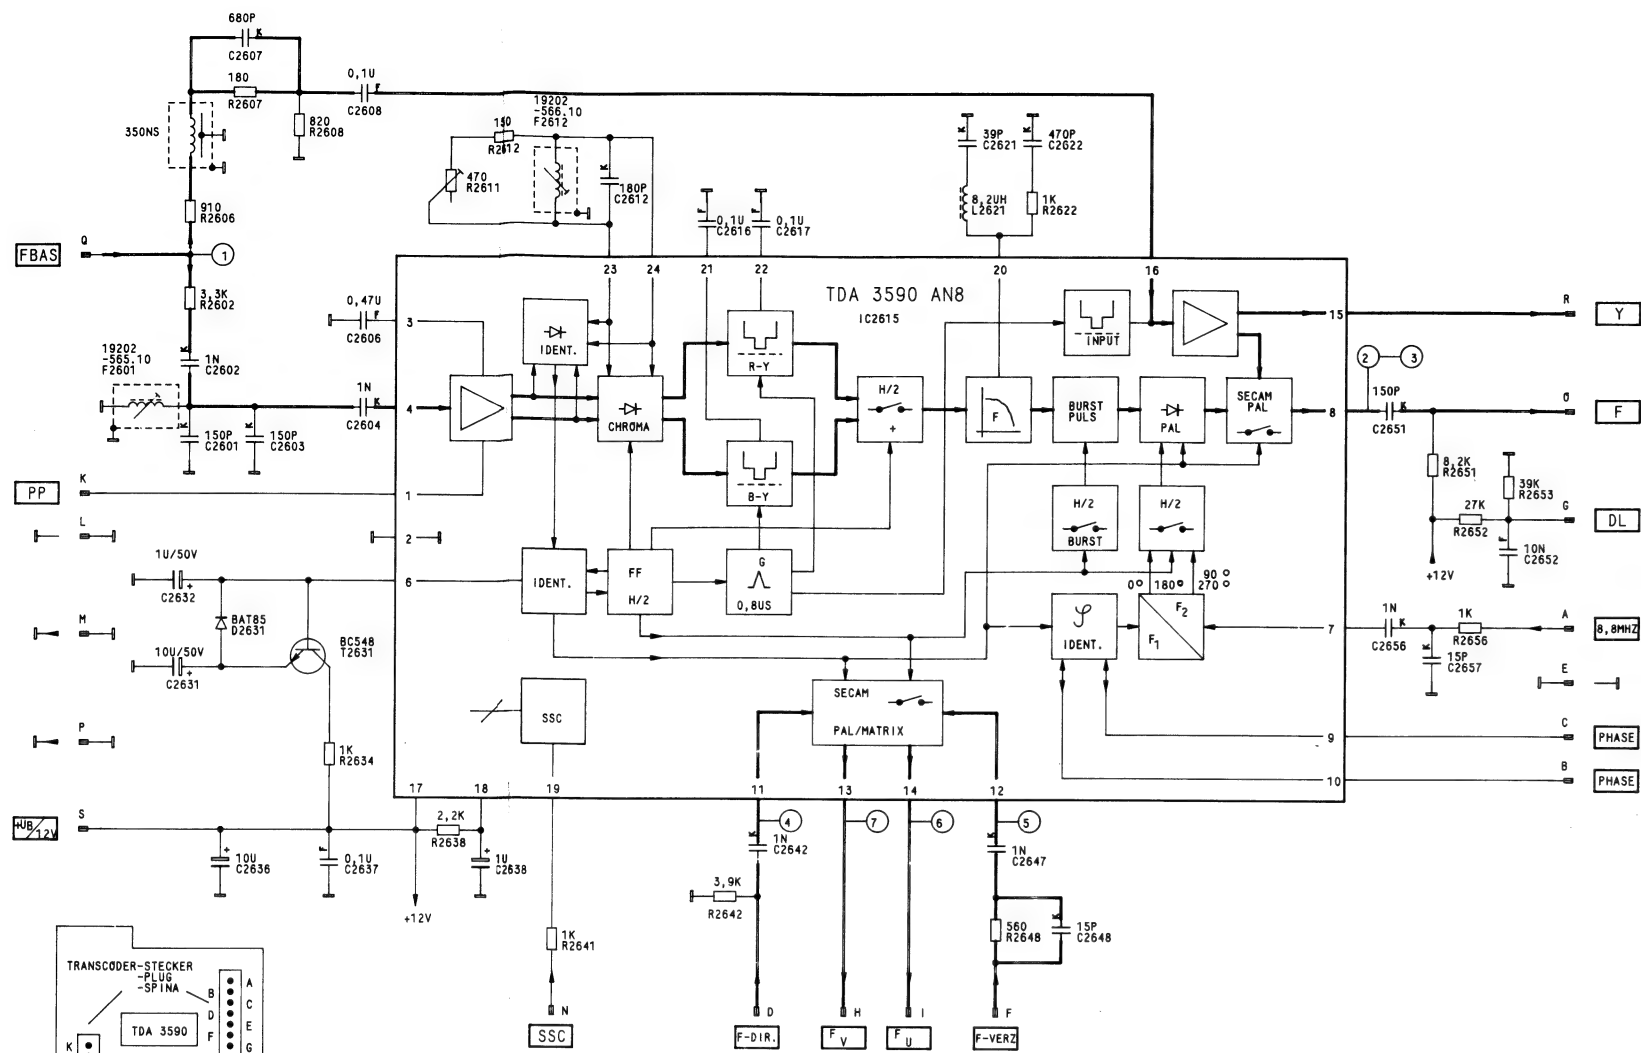 680P
K
C2607
180
R2607
0,1U
F
C2608
820
R2608
350NS
19202
-566.10
F2612
R2612
470
R2611
K
180P
C2612
F
0,1U
C2616
F
0,1U
C2617
K
39P
C2621
K
470P
C2622
8,2UH
L2621
1K
R2622
910
R2606
FBAS
Q
1
3,3K
R2602
K
1N
C2602
19202
-565.10
F2601
K
150P
C2601
K
150P
C2603
0,47U
F
C2606
1N
K
C2604
23
24
21
22
20
16
TDA 3590 AN8
IC2615
3
4
1
2
6
IDENT.
CHROMA
R-Y
B-Y
H/2
+
F
BURST
PULS
PAL
INPUT
SECAM
PAL
15
8
R
Y
2
3
150P
K
C2651
O
F
8,2K
R2651
39K
R2653
27K
R2652
G
DL
F
10N
C2652
+12V
PP
K
L
1U/50V
+
C2632
BAT85
D2631
M
10U/50V
+
C2631
BC548
T2631
P
1K
R2634
IDENT.
FF
H/2
G
0,8US
H/2
BURST
H/2
0°
180°
90°
270°
φ
IDENT.
F2
F1
7
1N
K
C2656
1K
R2656
A
8,8MHZ
K
15P
C2657
E
C
PHASE
B
PHASE
9
10
SSC
SECAM
PAL/MATRIX
17
18
19
11
13
14
12
+UB/12V
S
2,2K
R2638
+
10U
C2636
F
0,1U
C2637
+
1U
C2638
+12V
4
7
6
5
K
1N
C2642
3,9K
R2642
K
1N
C2647
560
R2648
K
15P
C2648
1K
R2641
N
SSC
D
F-DIR.
H
FV
I
FU
F
F-VERZ
TRANSCODER-STECKER
-PLUG
-SPINA
TDA 3590
K
B
D
F
A
C
E
G